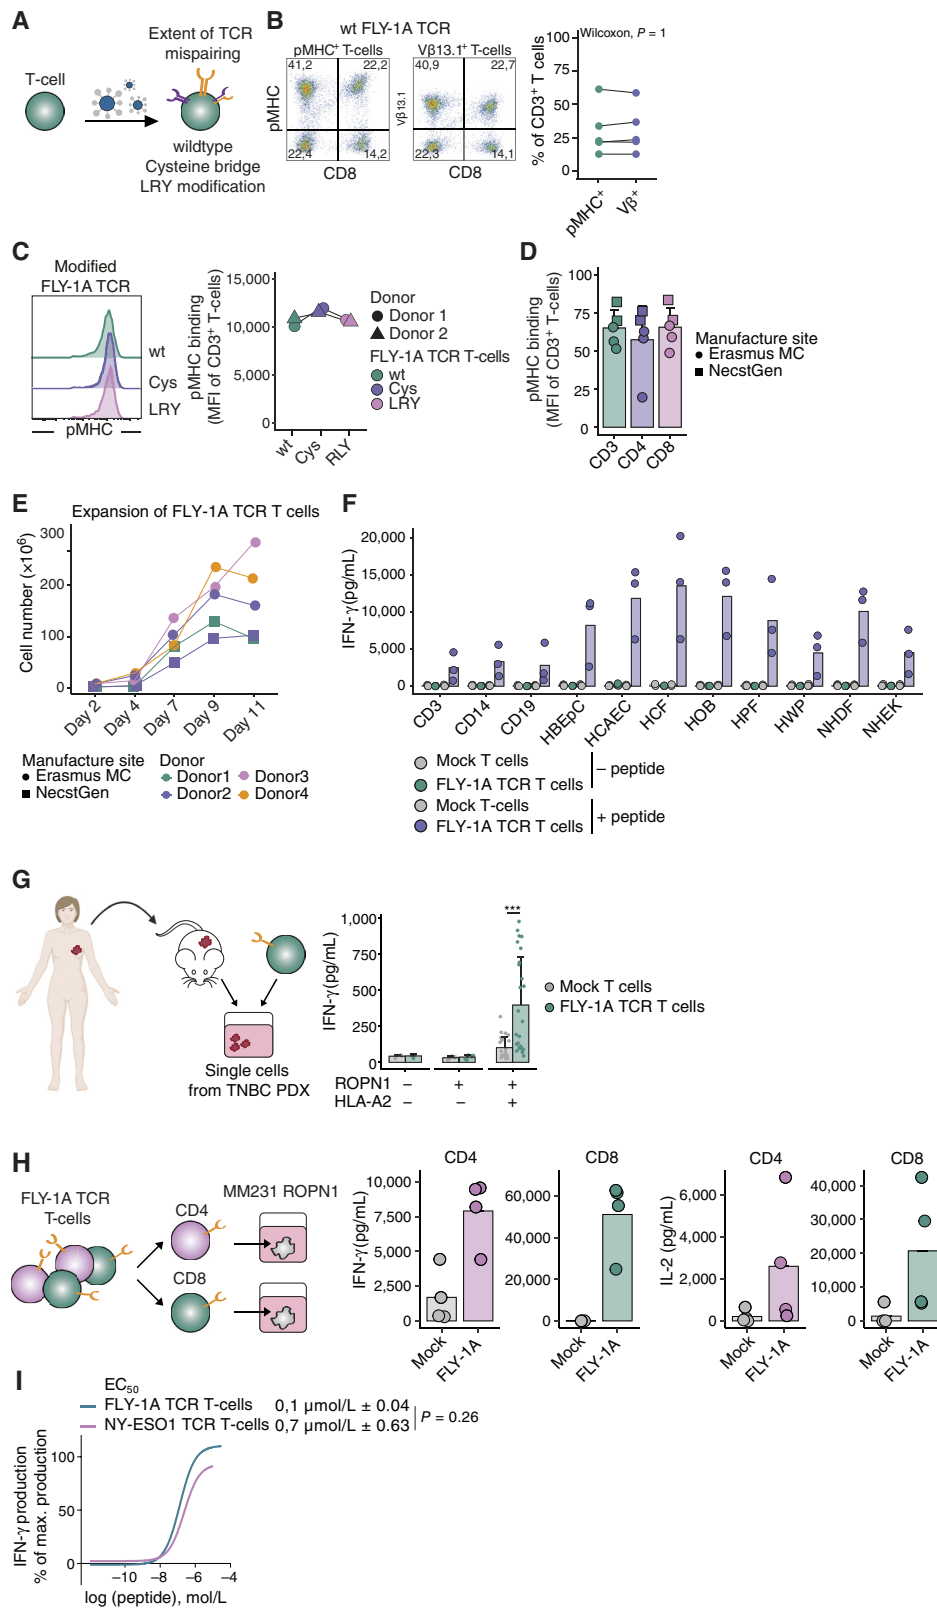 A
Extent of TCR
mispairing
T-cell
wildtype
Cysteine bridge
LRY modification
B
wt FLY-1A TCR
pMHC+ T-cells
Vβ13.1+ T-cells
41,2
22,2
22,4
14,2
40,9
22,7
22,3
14,1
pMHC
Vβ13.1
CD8
CD8
Wilcoxon, P = 1
% of CD3+ T cells
100
75
50
25
0
pMHC+
Vβ+
C
Modified
FLY-1A TCR
wt
Cys
LRY
pMHC
pMHC binding
(MFI of CD3+ T-cells)
15,000
10,000
5,000
0
wt
Cys
RLY
Donor
Donor 1
Donor 2
FLY-1A TCR T-cells
wt
Cys
LRY
D
pMHC binding
(MFI of CD3+ T-cells)
100
75
50
25
0
CD3
CD4
CD8
Manufacture site
Erasmus MC
NecstGen
E
Expansion of FLY-1A TCR T cells
Cell number (×10⁶)
300
200
100
0
Day 2
Day 4
Day 7
Day 9
Day 11
Manufacture site
Erasmus MC
NecstGen
Donor
Donor1
Donor2
Donor3
Donor4
F
IFN-γ(pg/mL)
20,000
15,000
10,000
5,000
0
CD3
CD14
CD19
HBEpC
HCAEC
HCF
HOB
HPF
HWP
NHDF
NHEK
Mock T cells
FLY-1A TCR T cells
– peptide
Mock T-cells
FLY-1A TCR T cells
+ peptide
G
Single cells
from TNBC PDX
IFN-γ(pg/mL)
1,000
750
500
250
0
***
ROPN1 – + +
HLA-A2 – – +
Mock T cells
FLY-1A TCR T cells
H
FLY-1A TCR
T-cells
CD4
CD8
MM231 ROPN1
CD4
IFN-γ(pg/mL)
10,000
7,500
5,000
2,500
0
Mock
FLY-1A
CD8
60,000
40,000
20,000
0
Mock
FLY-1A
CD4
IL-2 (pg/mL)
6,000
4,000
2,000
0
Mock
FLY-1A
CD8
40,000
30,000
20,000
10,000
0
Mock
FLY-1A
I
EC50
FLY-1A TCR T-cells 0,1 µmol/L ± 0.04
NY-ESO1 TCR T-cells 0,7 µmol/L ± 0.63
P = 0.26
IFN-γ production
% of max. production
100
50
0
–10
–8
–6
–4
log (peptide), mol/L